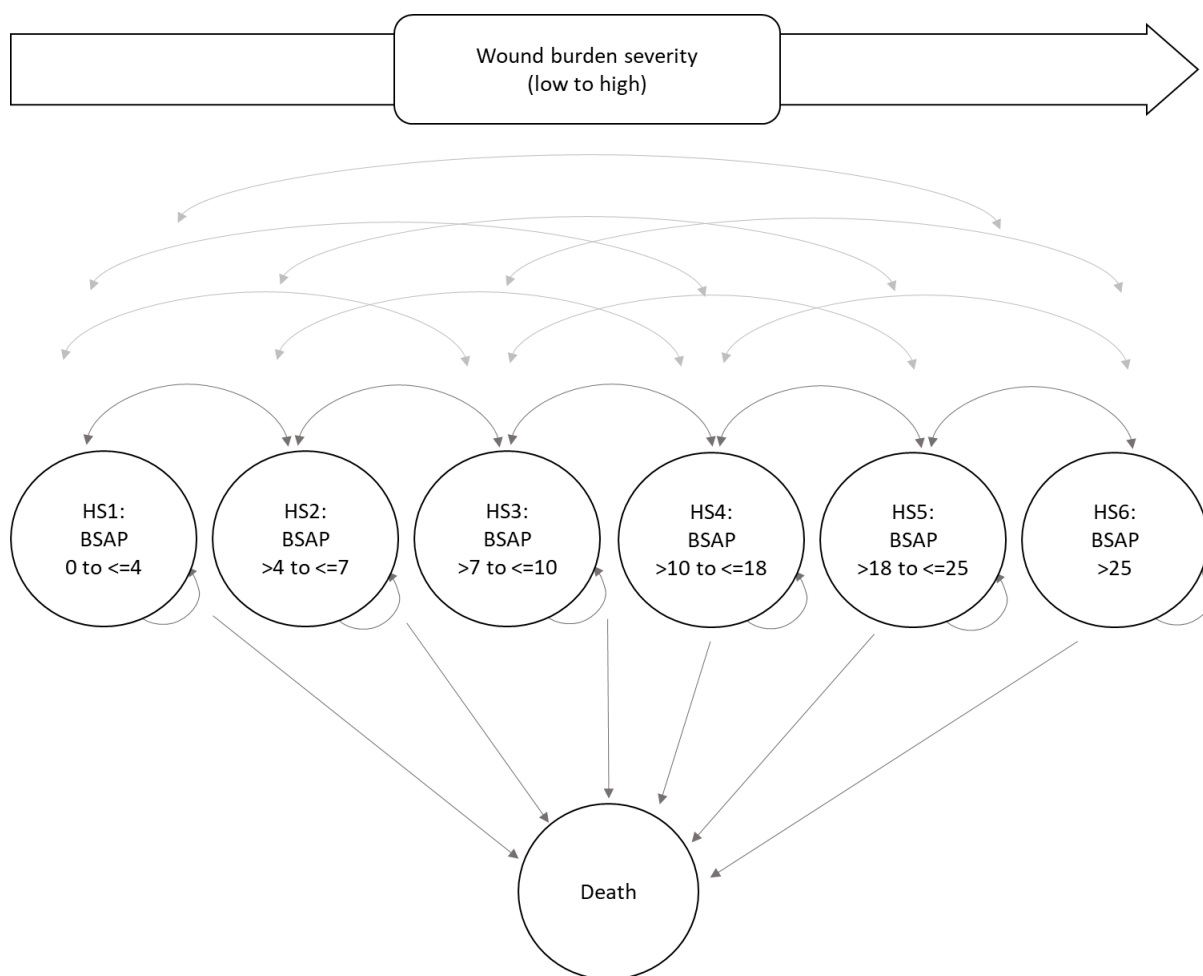 Wound burden severity
(low to high)
HS1:
BSAP
0 to <=4
HS2:
BSAP
>4 to <=7
HS3:
BSAP
>7 to <=10
HS4:
BSAP
>10 to <=18
HS5:
BSAP
>18 to <=25
HS6:
BSAP
>25
Death